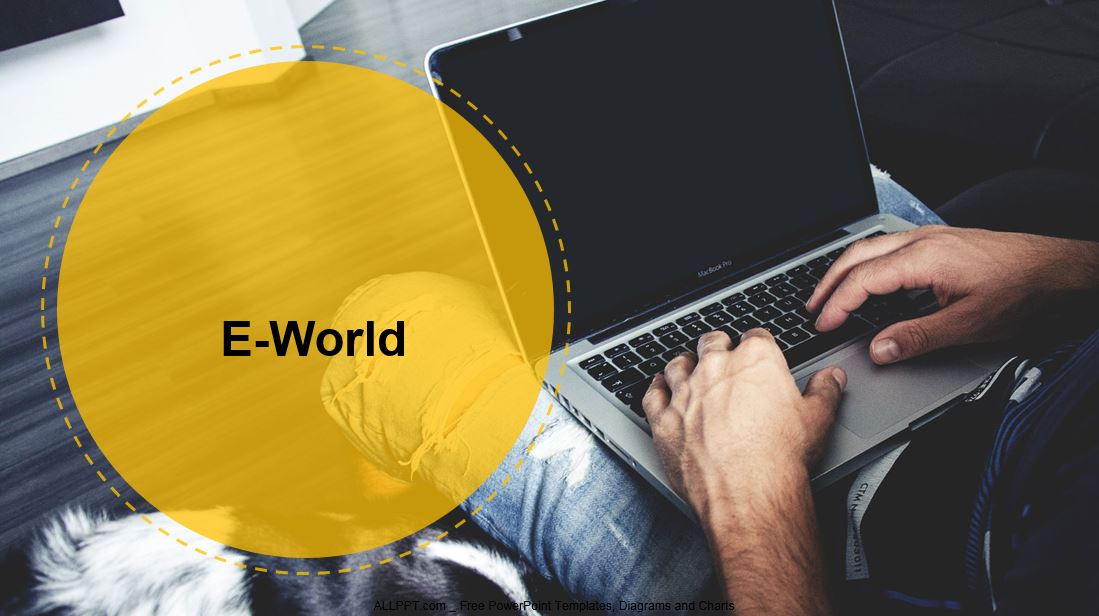 E-World
MacBook Pro
ALLPPT.com _ Free PowerPoint Templates, Diagrams and Charts